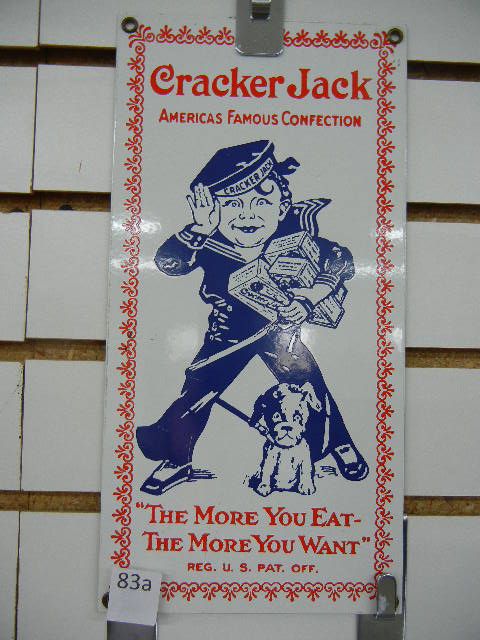 Cracker Jack
AMERICAS FAMOUS CONFECTION
CRACKER JACK
"THE MORE YOU EAT-
THE MORE YOU WANT"
REG. U. S. PAT. OFF.
83a